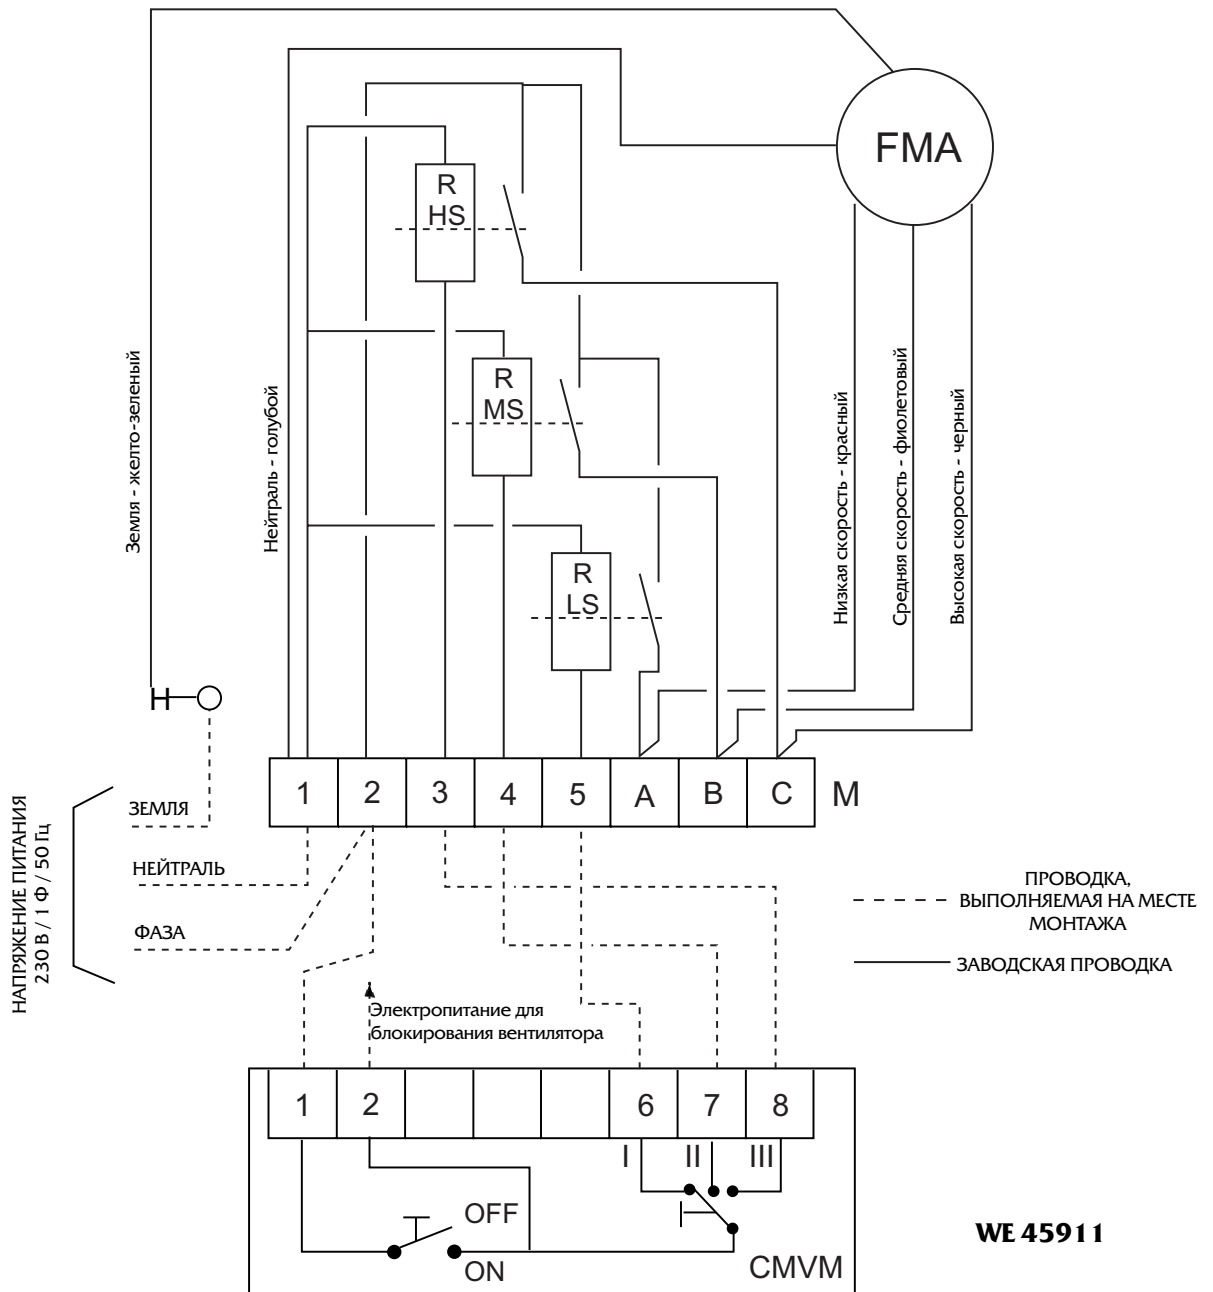 FMA
R
HS
R
MS
R
LS
Земля - желто-зеленый
Нейтраль - голубой
Низкая скорость - красный
Средняя скорость - фиолетовый
Высокая скорость - черный
1 2 3 4 5 A B C M
НАПРЯЖЕНИЕ ПИТАНИЯ
230 В / 1 Ф / 50 Гц
ЗЕМЛЯ
НЕЙТРАЛЬ
ФАЗА
ПРОВОДКА,
ВЫПОЛНЯЕМАЯ НА МЕСТЕ
МОНТАЖА
ЗАВОДСКАЯ ПРОВОДКА
Электропитание для
блокирования вентилятора
1 2 6 7 8
I II III
OFF
ON
CMVM
WE 45911